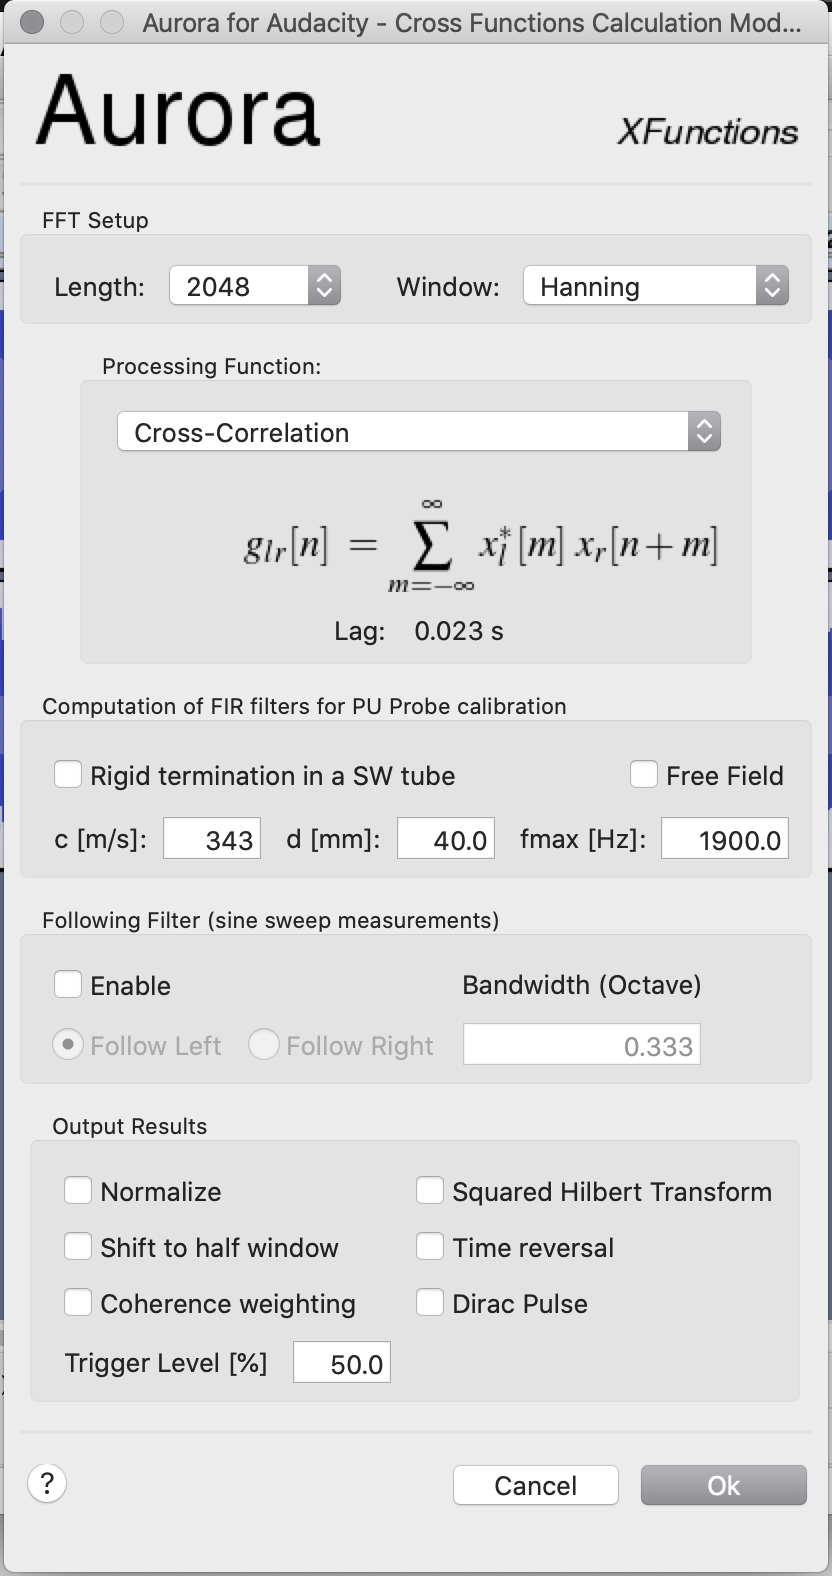 Aurora for Audacity - Cross Functions Calculation Mod...
Aurora
XFunctions
FFT Setup
Length: 2048 Window: Hanning
Processing Function:
Cross-Correlation
g_{lr}[n] = \sum_{m=-\infty}^{\infty} x_l^*[m] x_r[n+m]
Lag: 0.023 s
Computation of FIR filters for PU Probe calibration
Rigid termination in a SW tube Free Field
c [m/s]: 343 d [mm]: 40.0 fmax [Hz]: 1900.0
Following Filter (sine sweep measurements)
Enable Bandwidth (Octave)
Follow Left Follow Right 0.333
Output Results
Normalize Squared Hilbert Transform
Shift to half window Time reversal
Coherence weighting Dirac Pulse
Trigger Level [%] 50.0
? Cancel Ok